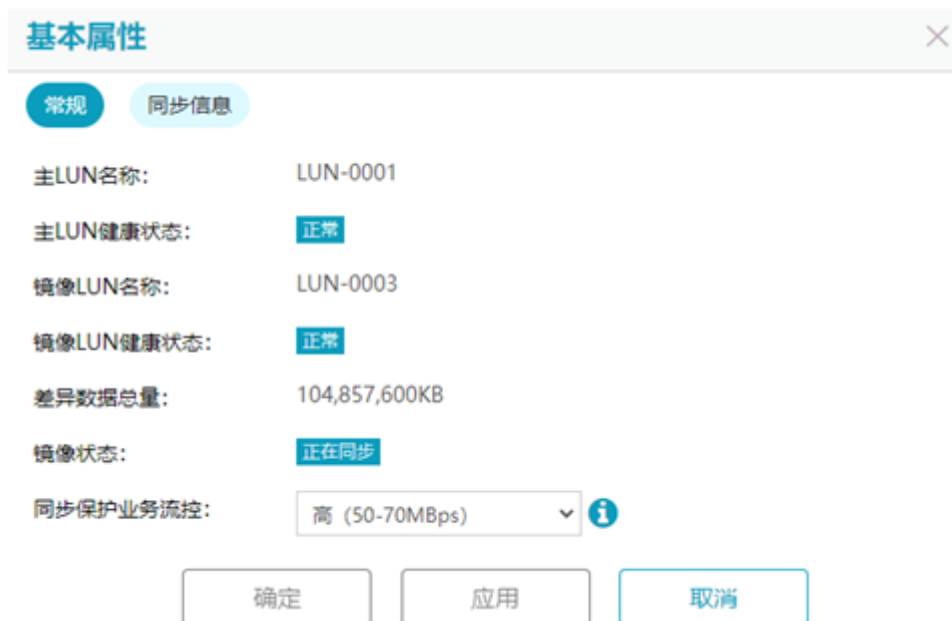 基本属性
常规 同步信息
主LUN名称: LUN-0001
主LUN健康状态: 正常
镜像LUN名称: LUN-0003
镜像LUN健康状态: 正常
差异数据总量: 104,857,600KB
镜像状态: 正在同步
同步保护业务流控: 高 (50-70MBps)
确定 应用 取消